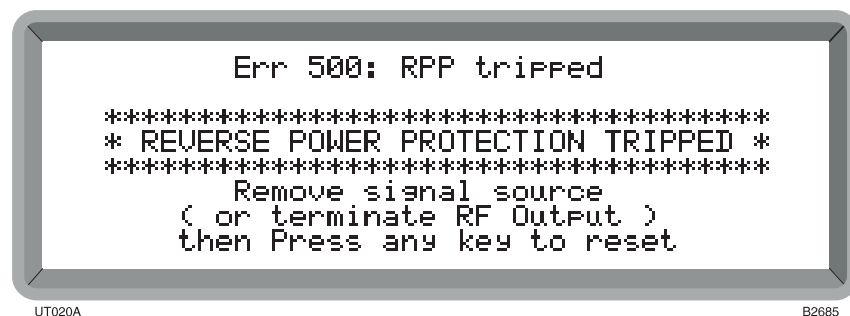 Err 500: RPP tripped
*************************************
* REVERSE POWER PROTECTION TRIPPED *
*************************************
Remove signal source
( or terminate RF Output )
then Press any key to reset
UT020A
B2685